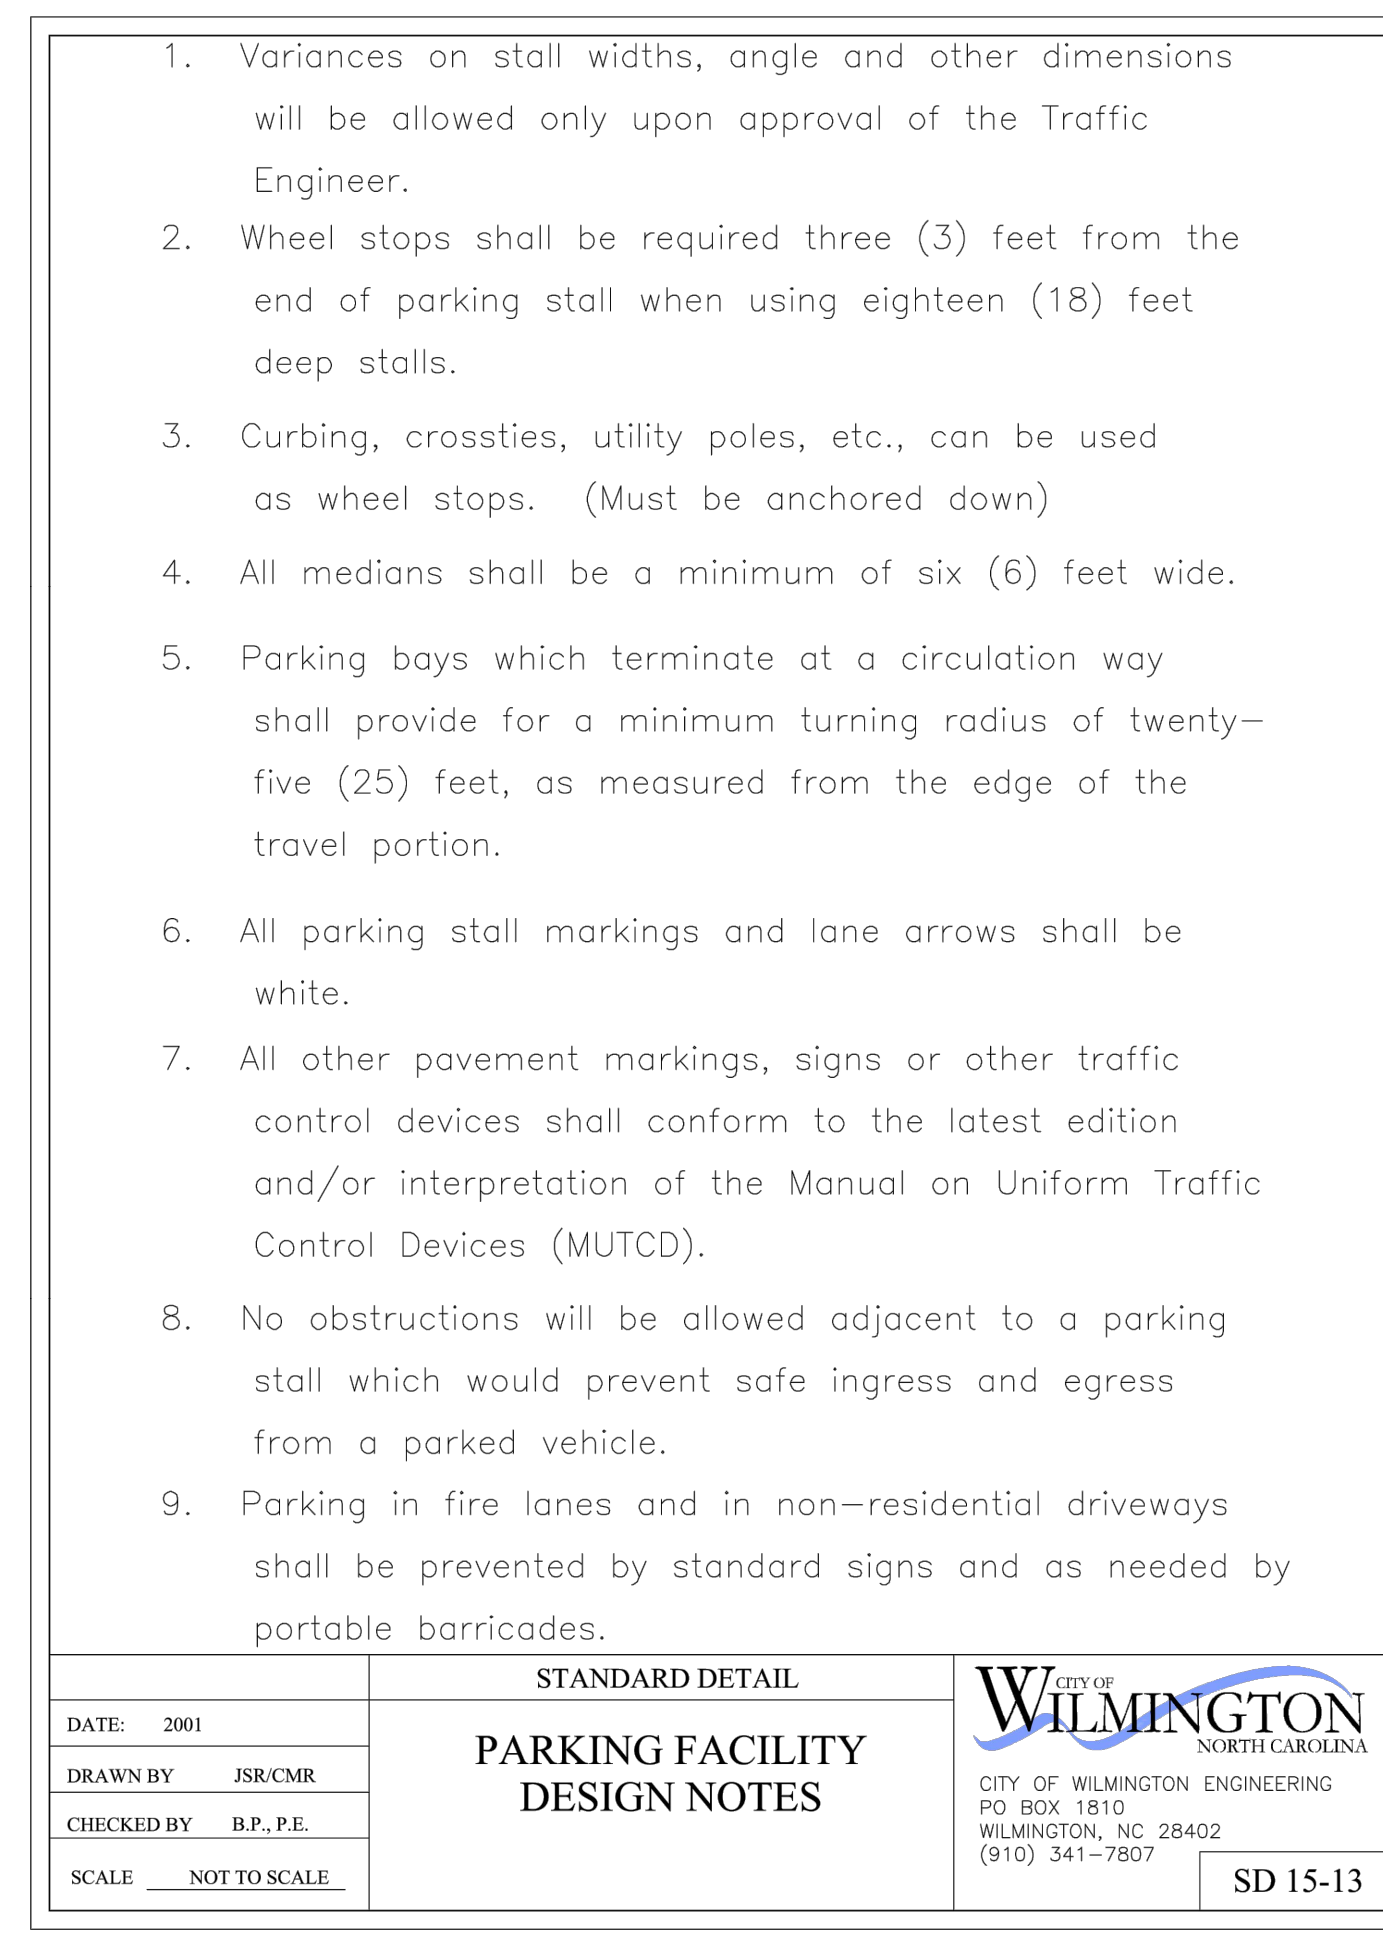 1. Variances on stall widths, angle and other dimensions
will be allowed only upon approval of the Traffic
Engineer.
2. Wheel stops shall be required three (3) feet from the
end of parking stall when using eighteen (18) feet
deep stalls.
3. Curbing, crossties, utility poles, etc., can be used
as wheel stops. (Must be anchored down)
4. All medians shall be a minimum of six (6) feet wide.
5. Parking bays which terminate at a circulation way
shall provide for a minimum turning radius of twenty-
five (25) feet, as measured from the edge of the
travel portion.
6. All parking stall markings and lane arrows shall be
white.
7. All other pavement markings, signs or other traffic
control devices shall conform to the latest edition
and/or interpretation of the Manual on Uniform Traffic
Control Devices (MUTCD).
8. No obstructions will be allowed adjacent to a parking
stall which would prevent safe ingress and egress
from a parked vehicle.
9. Parking in fire lanes and in non-residential driveways
shall be prevented by standard signs and as needed by
portable barricades.
DATE: 2001
DRAWN BY JSR/CMR
CHECKED BY B.P., P.E.
SCALE NOT TO SCALE
STANDARD DETAIL
PARKING FACILITY
DESIGN NOTES
CITY OF
WILMINGTON
NORTH CAROLINA
CITY OF WILMINGTON ENGINEERING
PO BOX 1810
WILMINGTON, NC 28402
(910) 341-7807
SD 15-13